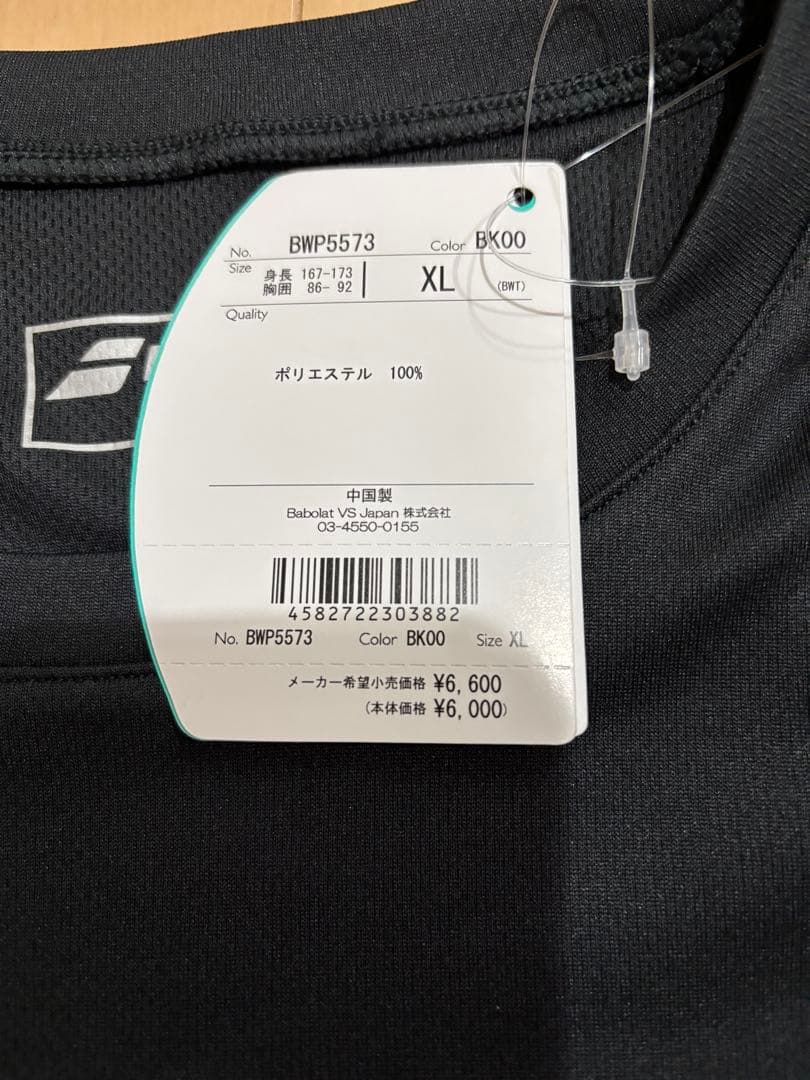 No. BWP5573 Color BK00
Size 身長 167-173 XL (BWT)
胸囲 86- 92
Quality
ポリエステル 100%
中国製
Babolat VS Japan 株式会社
03-4550-0155
4582722303882
No. BWP5573 Color BK00 Size XL
メーカー希望小売価格 ¥6,600
(本体価格 ¥6,000)